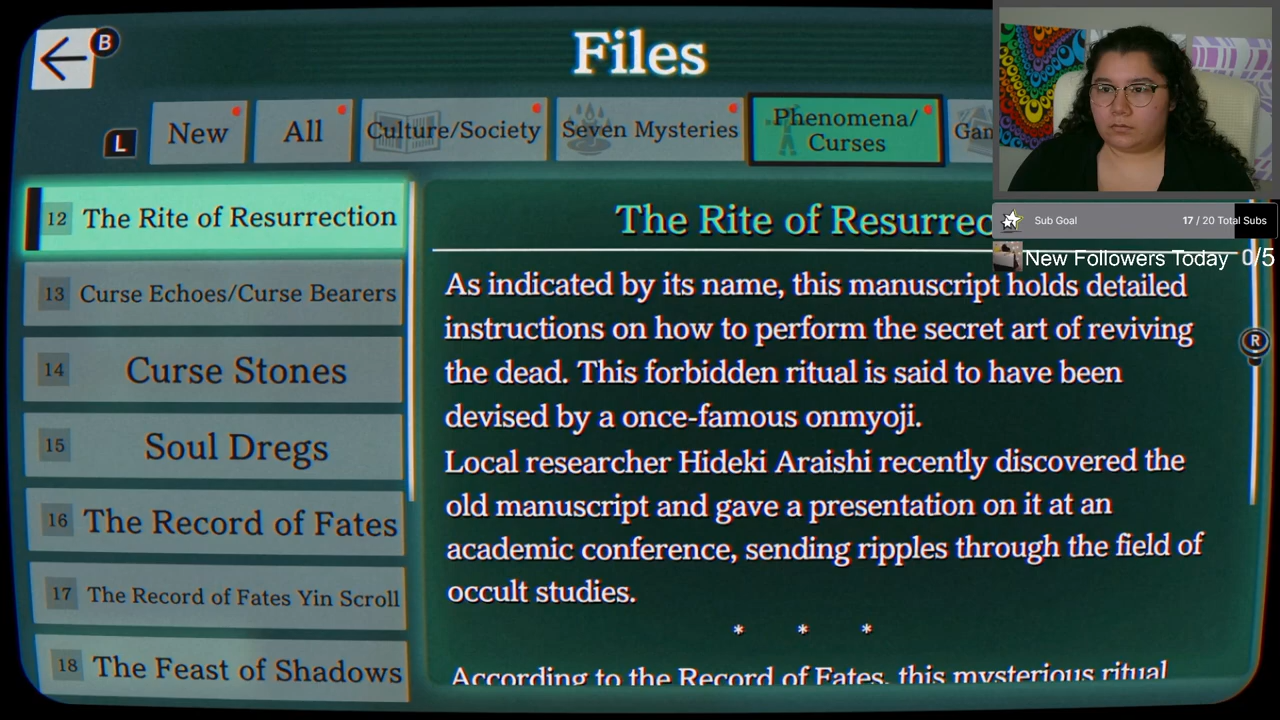 B
Files
L
New
All
Culture/Society
Seven Mysteries
Phenomena/
Curses
12 The Rite of Resurrection
13 Curse Echoes/Curse Bearers
14 Curse Stones
15 Soul Dregs
16 The Record of Fates
17 The Record of Fates Yin Scroll
18 The Feast of Shadows
The Rite of
As indicated by its name, this manuscript holds detailed
instructions on how to perform the secret art of reviving
the dead. This forbidden ritual is said to have been
devised by a once-famous onmyoji.
Local researcher Hideki Araishi recently discovered the
old manuscript and gave a presentation on it at an
academic conference, sending ripples through the field of
occult studies.
* * *
According to the Record of Fates, this mysterious ritual
Sub Goal 17 / 20 Total Subs
New Followers Today 0/5
R